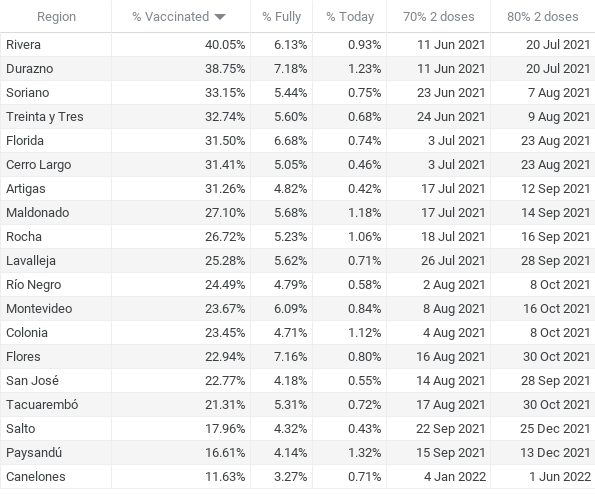 Region % Vaccinated % Fully % Today 70% 2 doses 80% 2 doses
Rivera 40.05% 6.13% 0.93% 11 Jun 2021 20 Jul 2021
Durazno 38.75% 7.18% 1.23% 11 Jun 2021 20 Jul 2021
Soriano 33.15% 5.44% 0.75% 23 Jun 2021 7 Aug 2021
Treinta y Tres 32.74% 5.60% 0.68% 24 Jun 2021 9 Aug 2021
Florida 31.50% 6.68% 0.74% 3 Jul 2021 23 Aug 2021
Cerro Largo 31.41% 5.05% 0.46% 3 Jul 2021 23 Aug 2021
Artigas 31.26% 4.82% 0.42% 17 Jul 2021 12 Sep 2021
Maldonado 27.10% 5.68% 1.18% 17 Jul 2021 14 Sep 2021
Rocha 26.72% 5.23% 1.06% 18 Jul 2021 16 Sep 2021
Lavalleja 25.28% 5.62% 0.71% 26 Jul 2021 28 Sep 2021
Río Negro 24.49% 4.79% 0.58% 2 Aug 2021 8 Oct 2021
Montevideo 23.67% 6.09% 0.84% 8 Aug 2021 16 Oct 2021
Colonia 23.45% 4.71% 1.12% 4 Aug 2021 8 Oct 2021
Flores 22.94% 7.16% 0.80% 16 Aug 2021 30 Oct 2021
San José 22.77% 4.18% 0.55% 14 Aug 2021 28 Sep 2021
Tacuarembó 21.31% 5.31% 0.72% 17 Aug 2021 30 Oct 2021
Salto 17.96% 4.32% 0.43% 22 Sep 2021 25 Dec 2021
Paysandú 16.61% 4.14% 1.32% 15 Sep 2021 13 Dec 2021
Canelones 11.63% 3.27% 0.71% 4 Jan 2022 1 Jun 2022